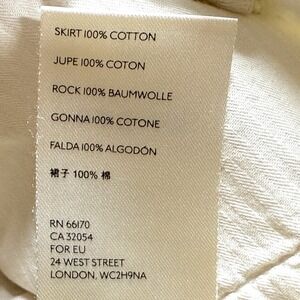 SKIRT 100% COTTON
JUPE 100% COTON
ROCK 100% BAUMWOLLE
GONNA 100% COTONE
FALDA 100% ALGODÓN
裙子 100% 棉
RN 66170
CA 32054
FOR EU
24 WEST STREET
LONDON, WC2H9NA